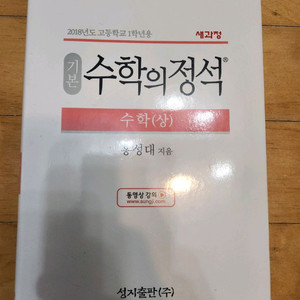 2018년도 고등학교 1학년용
새과정
기본 수학의 정석®
수학(상)
홍성대 지음
동영상 강의
www.sungji.com
성지출판(주)